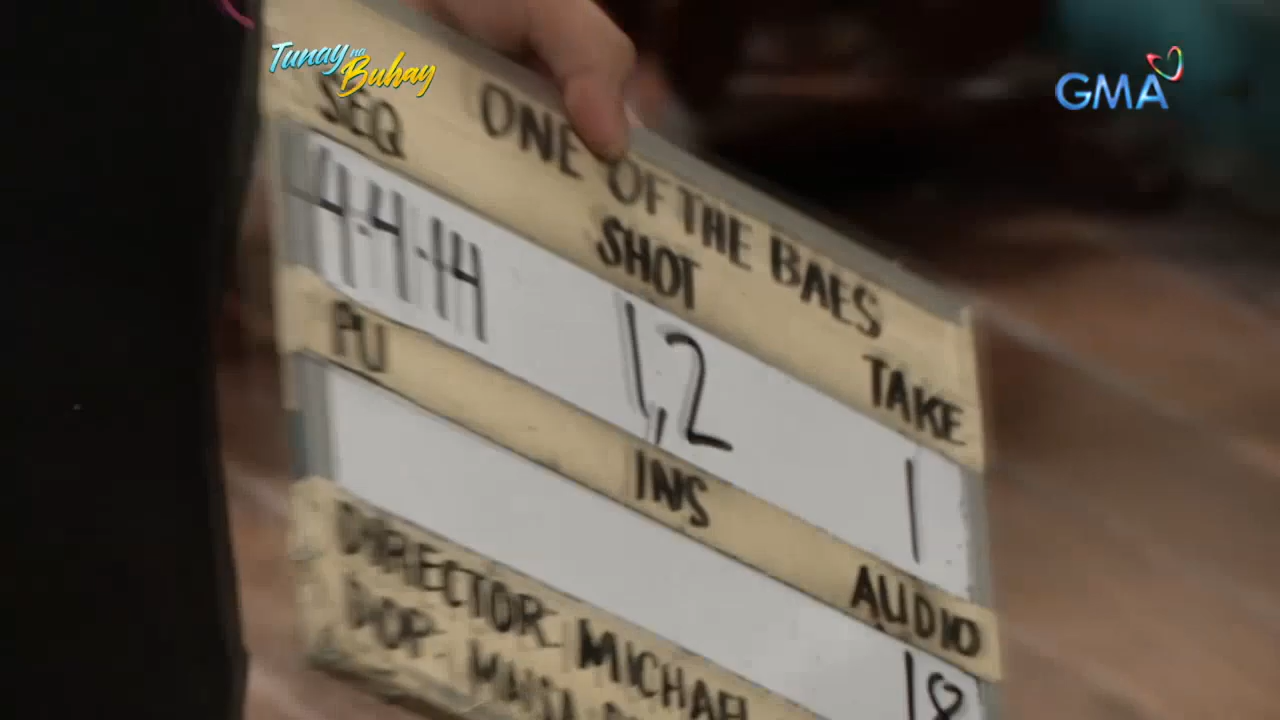 Tunay na Buhay
GMA
ONE OF THE BAES
SEQ SHOT TAKE
4-4-14 1,2 1
PU INS AUDIO
18
DIRECTOR: MICHAEL
DOP: